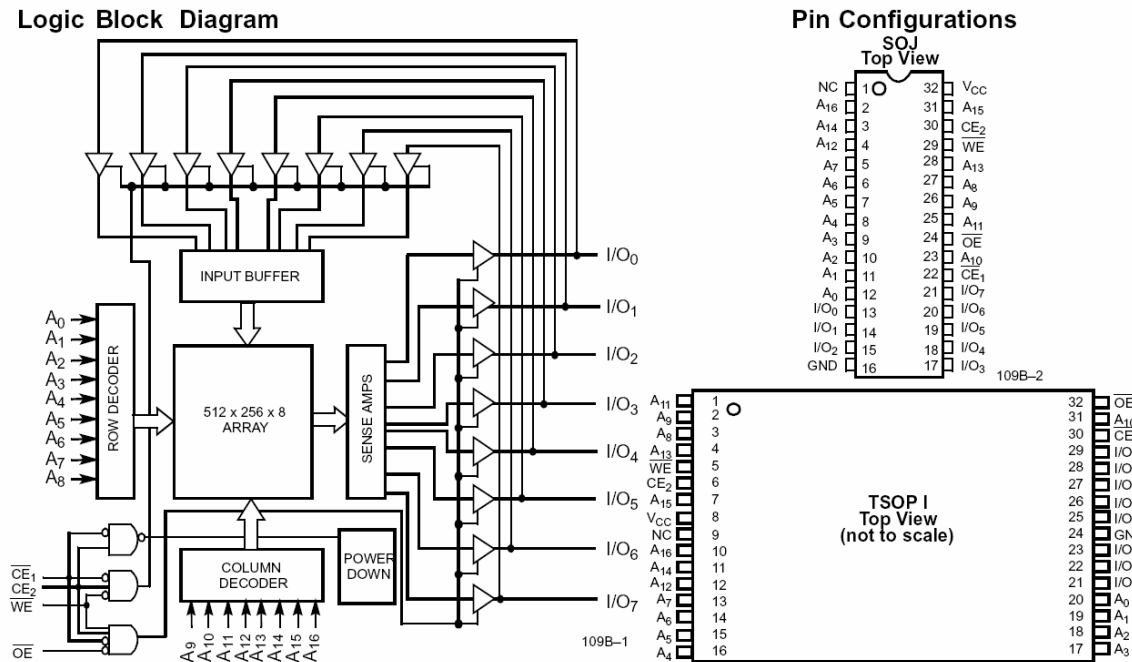 Logic Block Diagram
INPUT BUFFER
A0
A1
A2
A3
A4
A5
A6
A7
A8
ROW DECODER
512 x 256 x 8
ARRAY
SENSE AMPS
COLUMN
DECODER
POWER
DOWN
CE1
CE2
WE
OE
A9
A10
A11
A12
A13
A14
A15
A16
I/O0
I/O1
I/O2
I/O3
I/O4
I/O5
I/O6
I/O7
109B–1
Pin Configurations
SOJ
Top View
NC 1 32 VCC
A16 2 31 A15
A14 3 30 CE2
A12 4 29 WE
A7 5 28 A13
A6 6 27 A8
A5 7 26 A9
A4 8 25 A11
A3 9 24 OE
A2 10 23 A10
A1 11 22 CE1
A0 12 21 I/O7
I/O0 13 20 I/O6
I/O1 14 19 I/O5
I/O2 15 18 I/O4
GND 16 17 I/O3
109B–2
TSOP I
Top View
(not to scale)
A11 1 32 OE
A9 2 31 A10
A8 3 30 CE
A13 4 29 I/O
WE 5 28 I/O
CE2 6 27 I/O
A15 7 26 I/O
VCC 8 25 I/O
NC 9 24 GN
A16 10 23 I/O
A14 11 22 I/O
A12 12 21 I/O
A7 13 20 A0
A6 14 19 A1
A5 15 18 A2
A4 16 17 A3